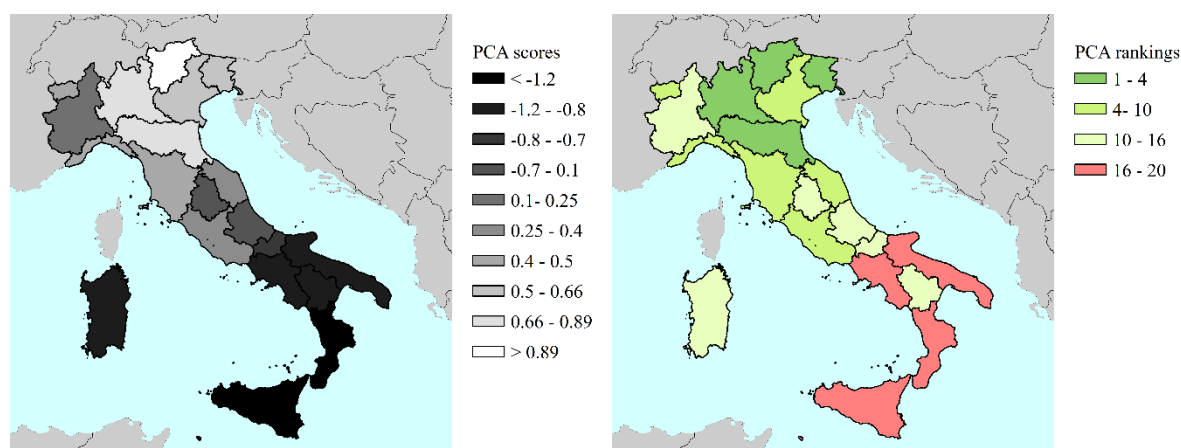 PCA scores
< -1.2
-1.2 - -0.8
-0.8 - -0.7
-0.7 - 0.1
0.1- 0.25
0.25 - 0.4
0.4 - 0.5
0.5 - 0.66
0.66 - 0.89
> 0.89
PCA rankings
1 - 4
4- 10
10 - 16
16 - 20